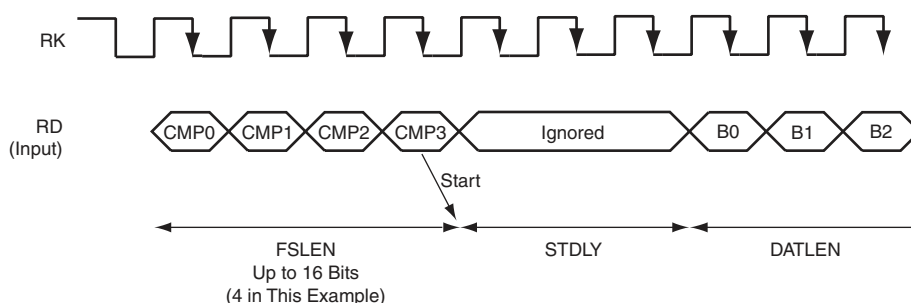 RK
RD
(Input)
CMP0 CMP1 CMP2 CMP3 Ignored B0 B1 B2
Start
FSLEN STDLY DATLEN
Up to 16 Bits
(4 in This Example)